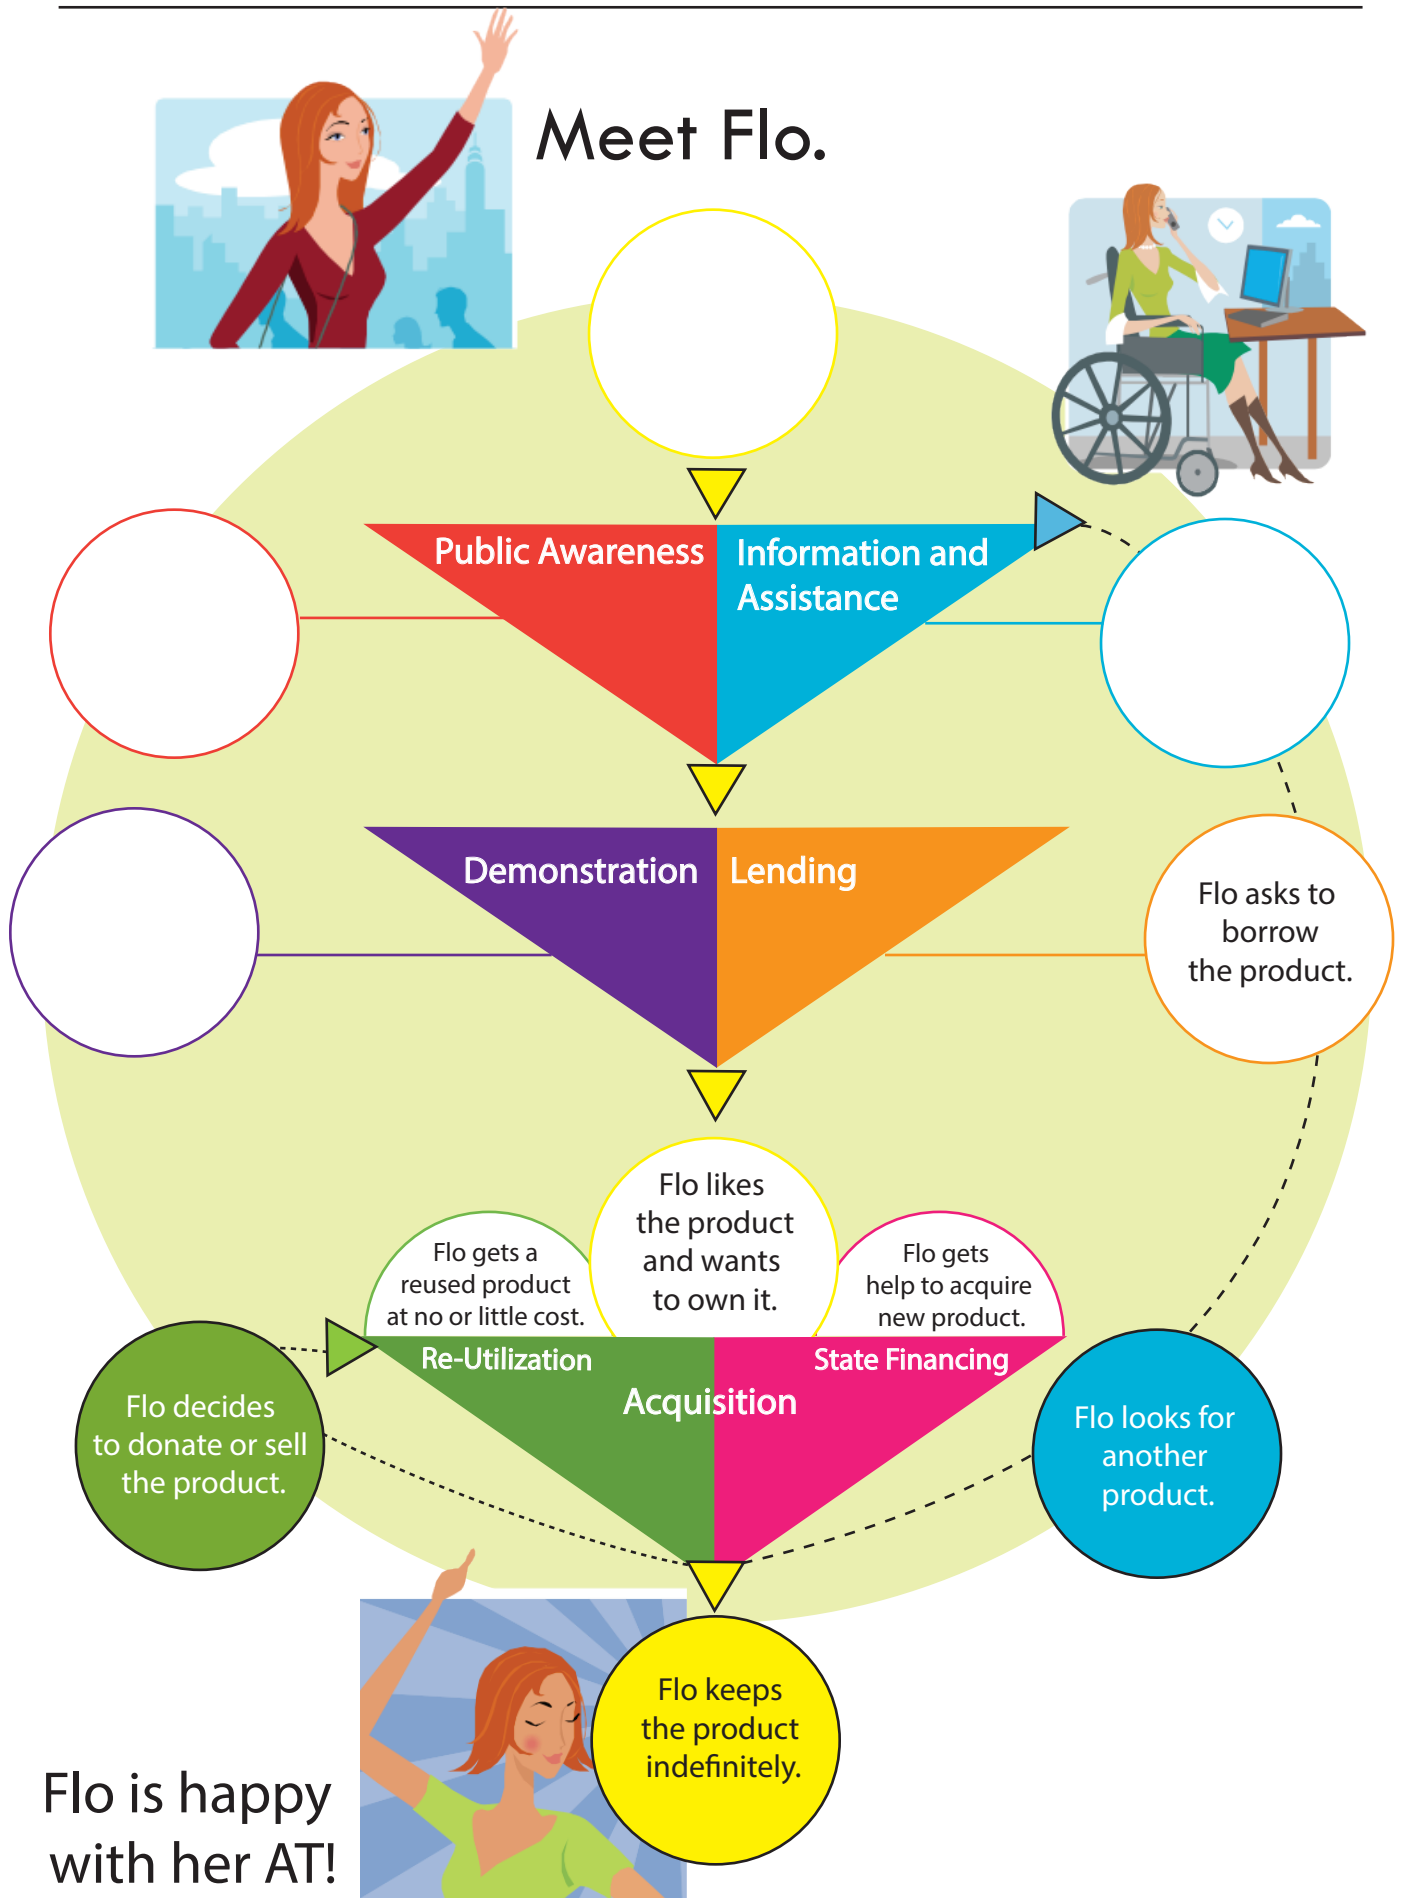 Meet Flo.
Public Awareness
Information and
Assistance
Demonstration
Lending
Flo asks to
borrow
the product.
Flo likes
the product
and wants
to own it.
Flo gets a
reused product
at no or little cost.
Flo gets
help to acquire
new product.
Re-Utilization
State Financing
Acquisition
Flo decides
to donate or sell
the product.
Flo looks for
another
product.
Flo keeps
the product
indefinitely.
Flo is happy
with her AT!